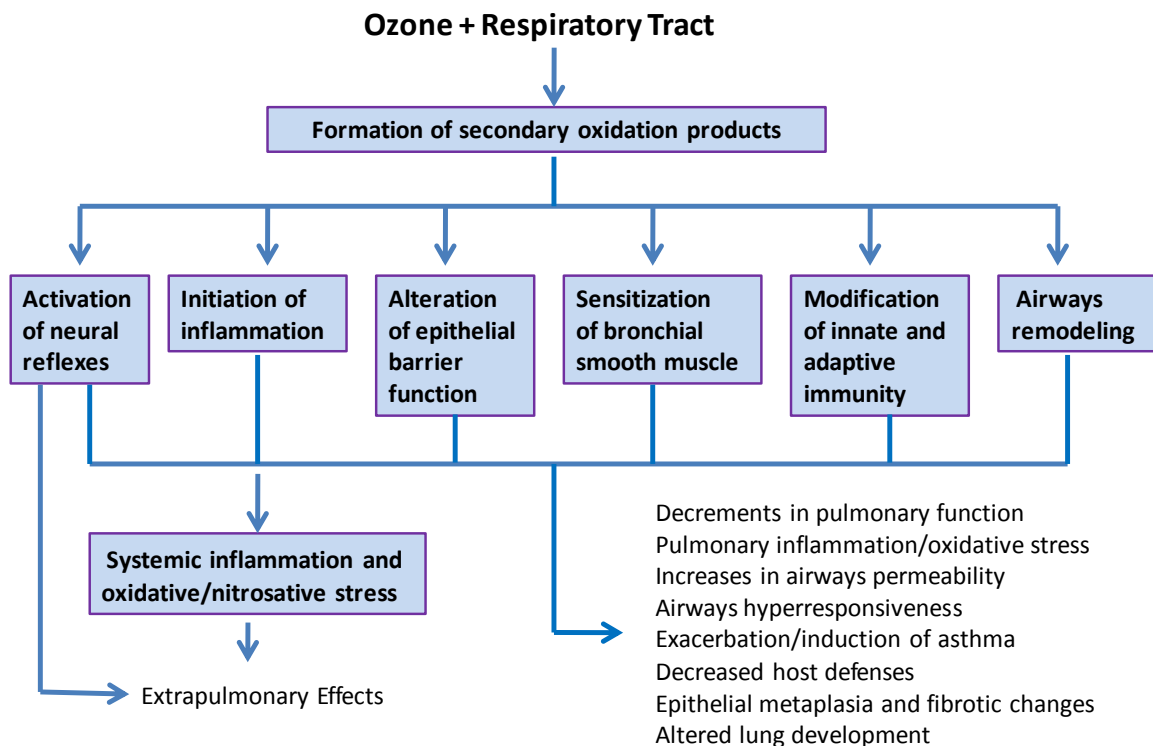 Ozone + Respiratory Tract
Formation of secondary oxidation products
Activation
of neural
reflexes
Initiation of
inflammation
Alteration
of epithelial
barrier
function
Sensitization
of bronchial
smooth muscle
Modification
of innate and
adaptive
immunity
Airways
remodeling
Systemic inflammation and
oxidative/nitrosative stress
Extrapulmonary Effects
Decrements in pulmonary function
Pulmonary inflammation/oxidative stress
Increases in airways permeability
Airways hyperresponsiveness
Exacerbation/induction of asthma
Decreased host defenses
Epithelial metaplasia and fibrotic changes
Altered lung development